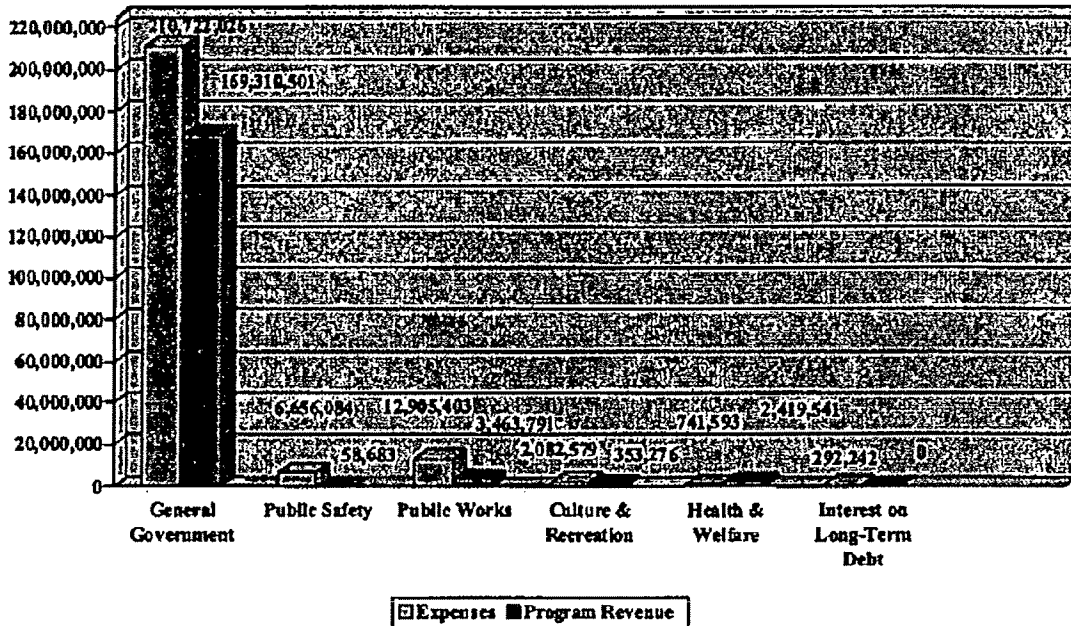 220,000,000
210,722,026
200,000,000
169,310,501
180,000,000
160,000,000
140,000,000
120,000,000
100,000,000
80,000,000
60,000,000
40,000,000
6,656,084
12,905,403
3,463,791
741,593
2,419,541
20,000,000
58,683
2,082,579
353,276
292,242
0
0
General
Government
Public Safety
Public Works
Culture &
Recreation
Health &
Welfare
Interest on
Long-Term
Debt
Expenses
Program Revenue